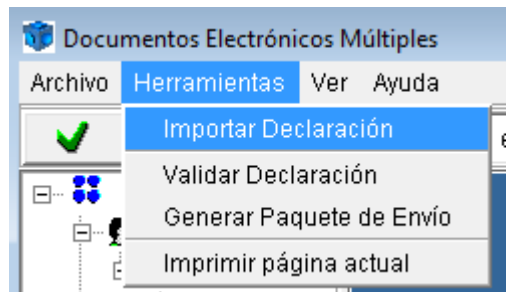 Documentos Electrónicos Múltiples
Archivo Herramientas Ver Ayuda
Importar Declaración
Validar Declaración
Generar Paquete de Envío
Imprimir página actual